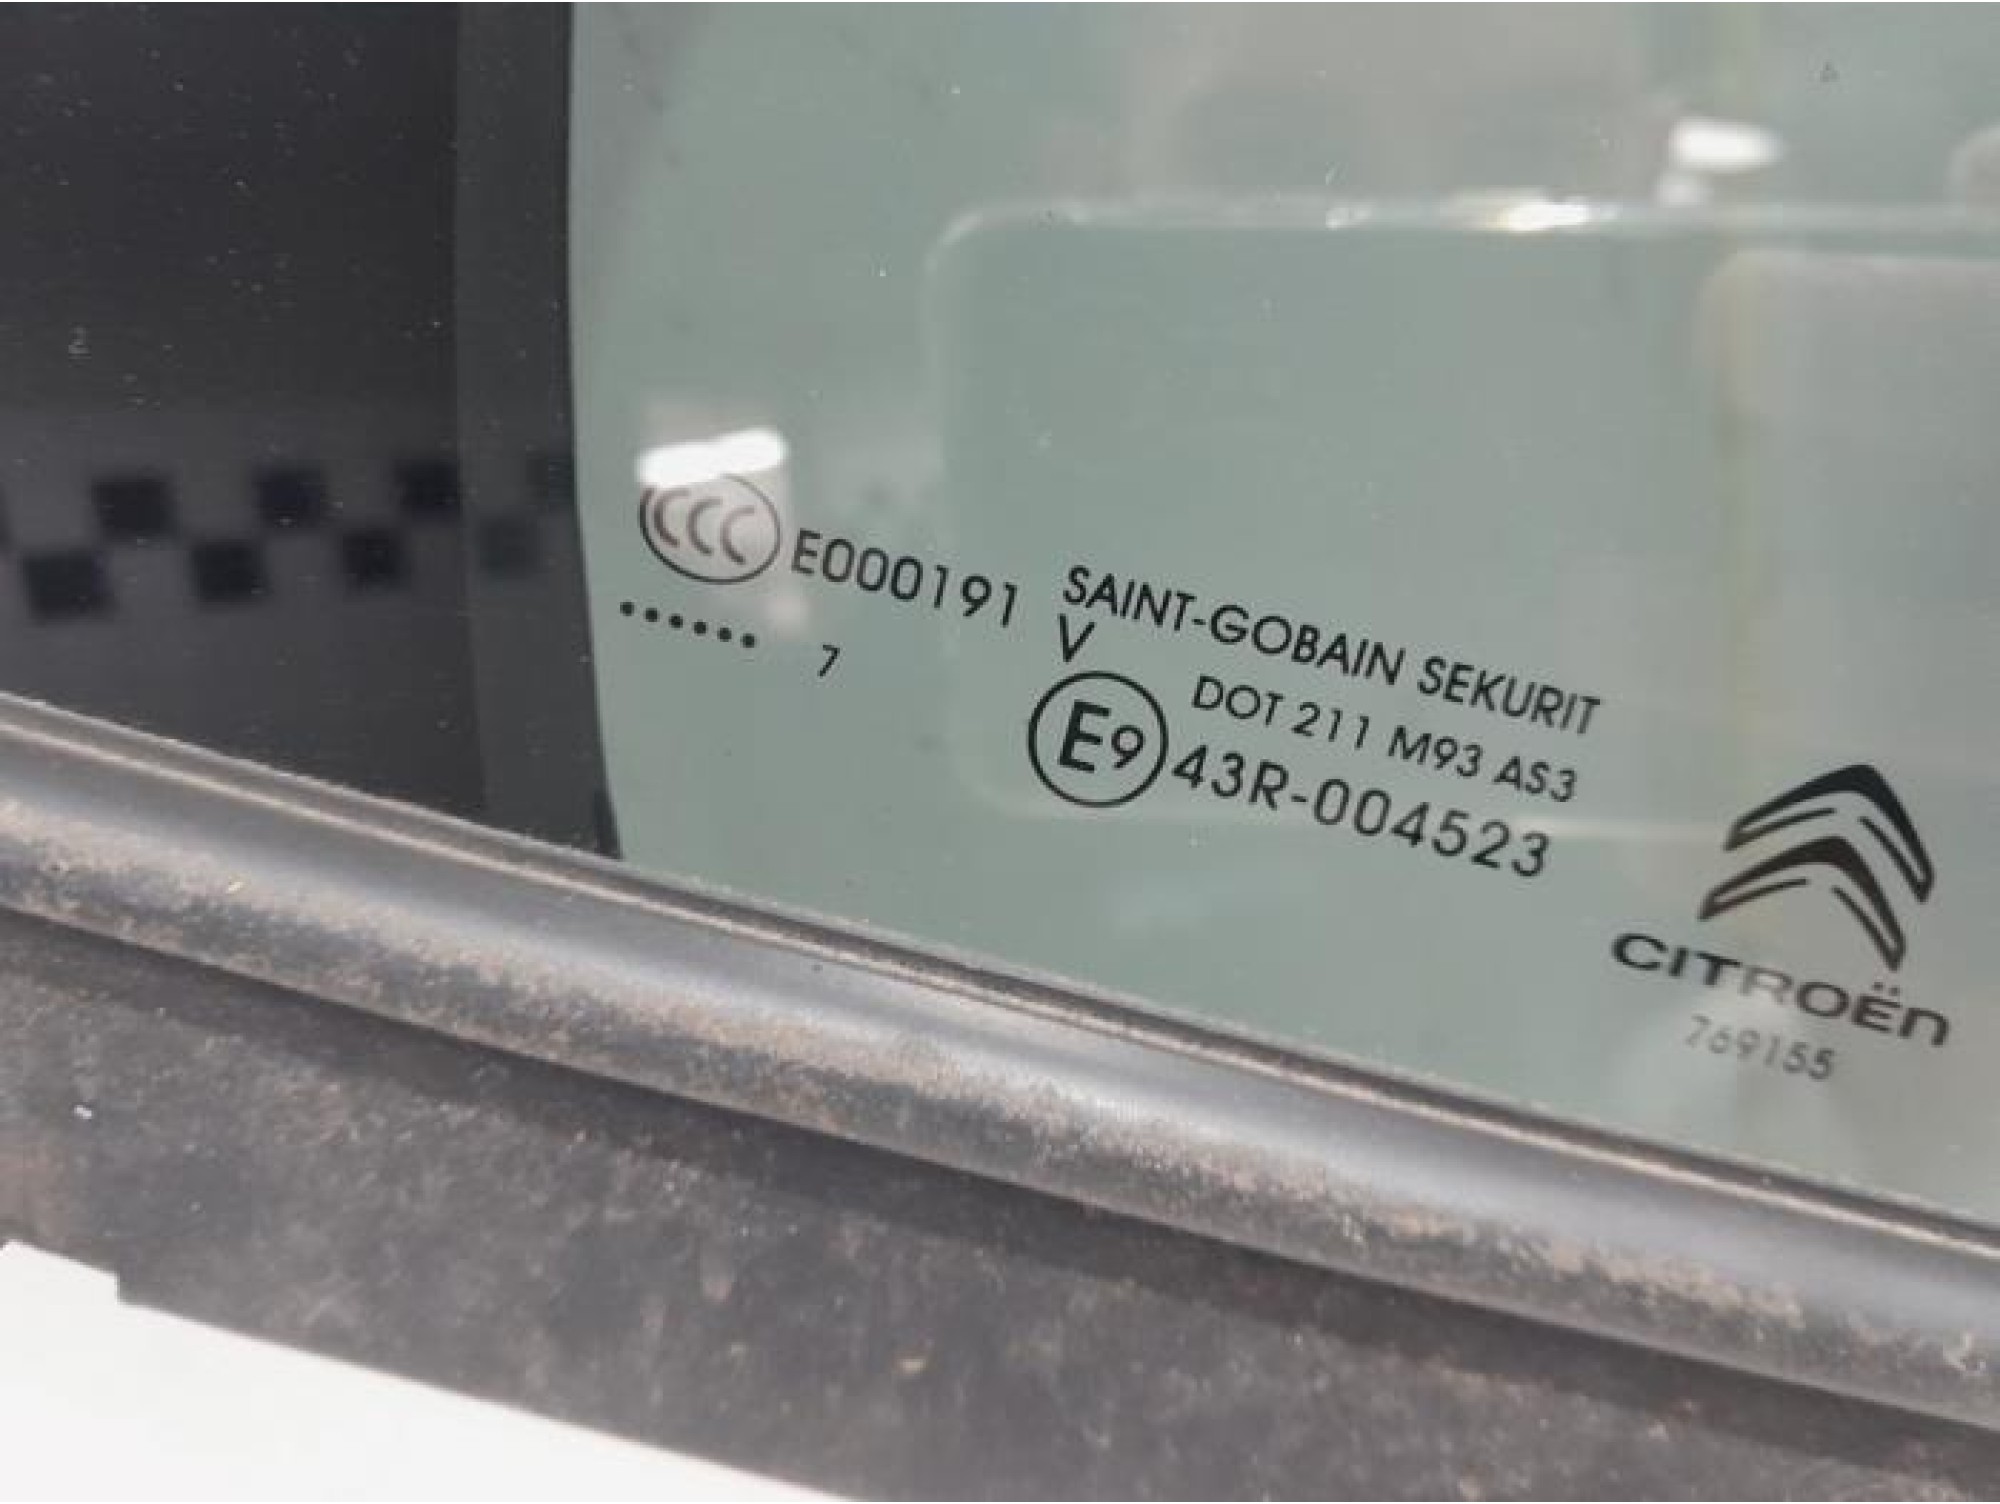 CCC E000191
...... 7
SAINT-GOBAIN SEKURIT
V
DOT 211 M93 AS3
E9 43R-004523
CITROËn
769155